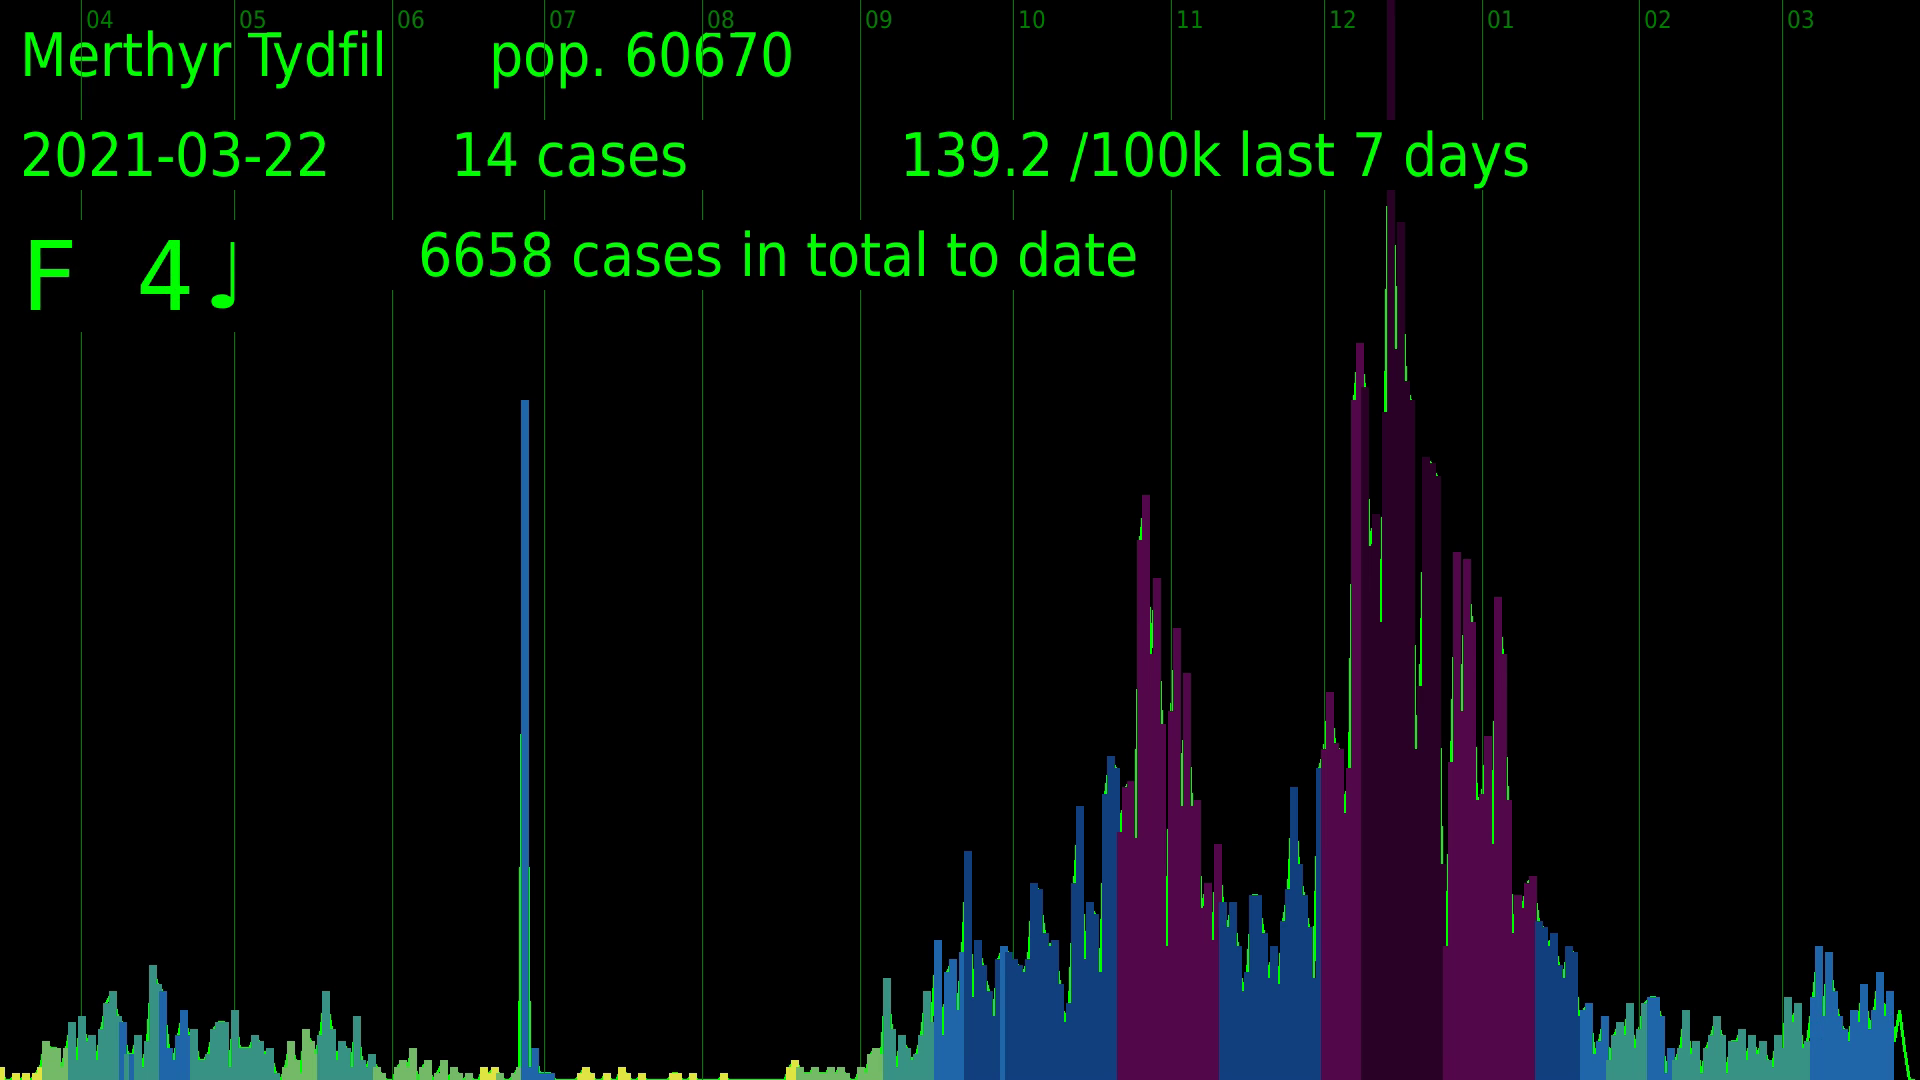 04 05 06 07 08 09 10 11 12 01 02 03
Merthyr Tydfil pop. 60670
2021-03-22 14 cases 139.2 /100k last 7 days
F 4♩ 6658 cases in total to date